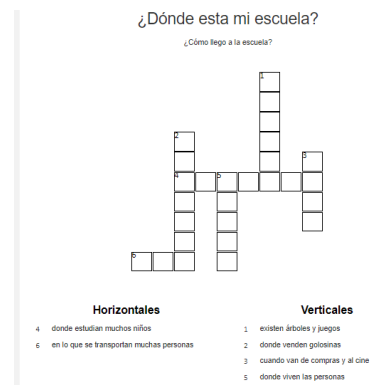 ¿Dónde esta mi escuela?
¿Cómo llego a la escuela?
1
2
3
4 5
6
Horizontales
4 donde estudian muchos niños
6 en lo que se transportan muchas personas
Verticales
1 existen árboles y juegos
2 donde venden golosinas
3 cuando van de compras y al cine
5 donde viven las personas